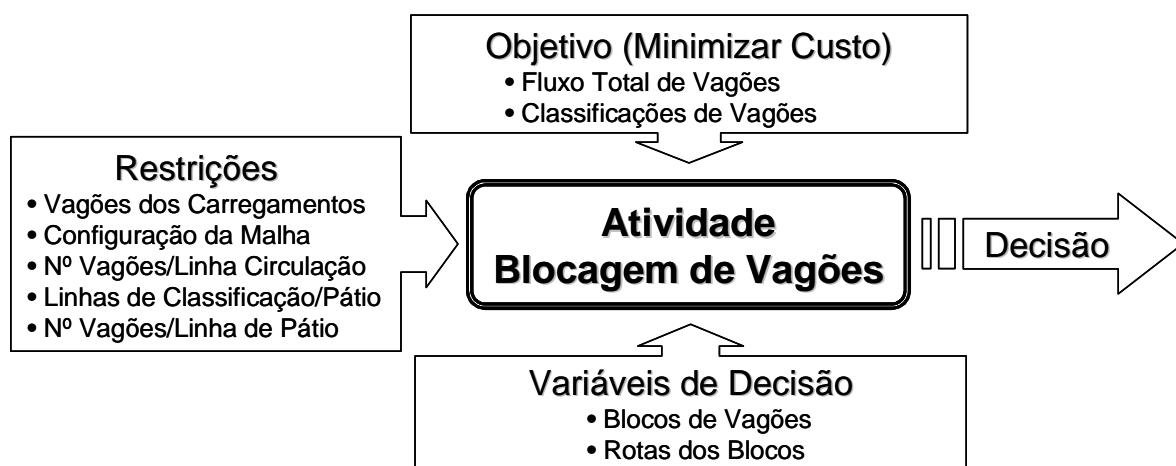 Objetivo (Minimizar Custo)
• Fluxo Total de Vagões
• Classificações de Vagões
Restrições
• Vagões dos Carregamentos
• Configuração da Malha
• Nº Vagões/Linha Circulação
• Linhas de Classificação/Pátio
• Nº Vagões/Linha de Pátio
Atividade
Blocagem de Vagões
Decisão
Variáveis de Decisão
• Blocos de Vagões
• Rotas dos Blocos